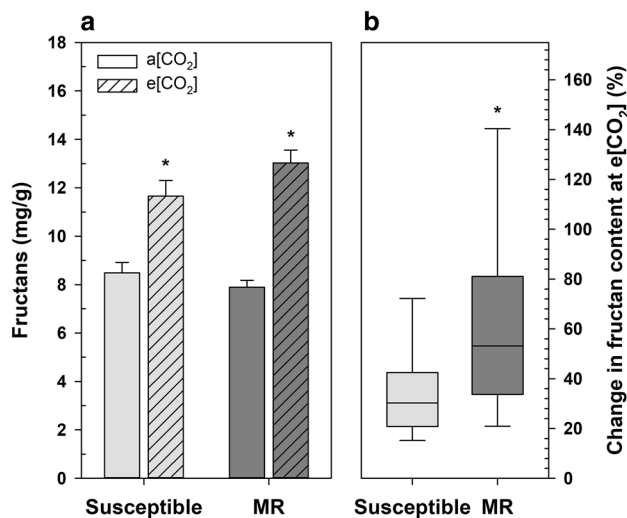 a
b
18
16
14
12
10
8
6
4
2
0
Fructans (mg/g)
a[CO₂]
e[CO₂]
*
*
Susceptible
MR
*
160
140
120
100
80
60
40
20
0
Change in fructan content at e[CO₂] (%)
Susceptible
MR